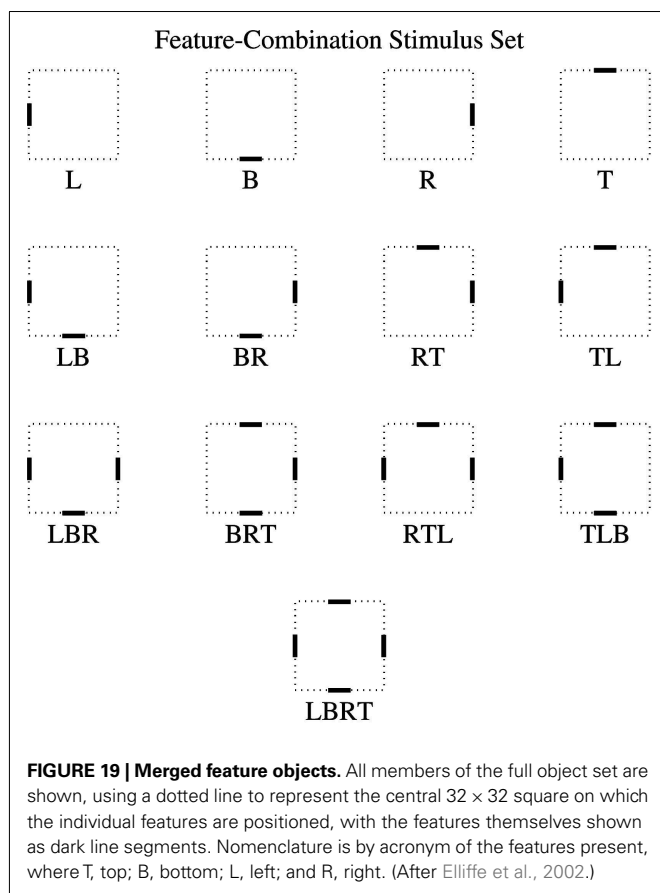 Feature-Combination Stimulus Set
L B R T
LB BR RT TL
LBR BRT RTL TLB
LBRT
FIGURE 19 | Merged feature objects. All members of the full object set are
shown, using a dotted line to represent the central 32 × 32 square on which
the individual features are positioned, with the features themselves shown
as dark line segments. Nomenclature is by acronym of the features present,
where T, top; B, bottom; L, left; and R, right. (After Elliffe et al., 2002.)